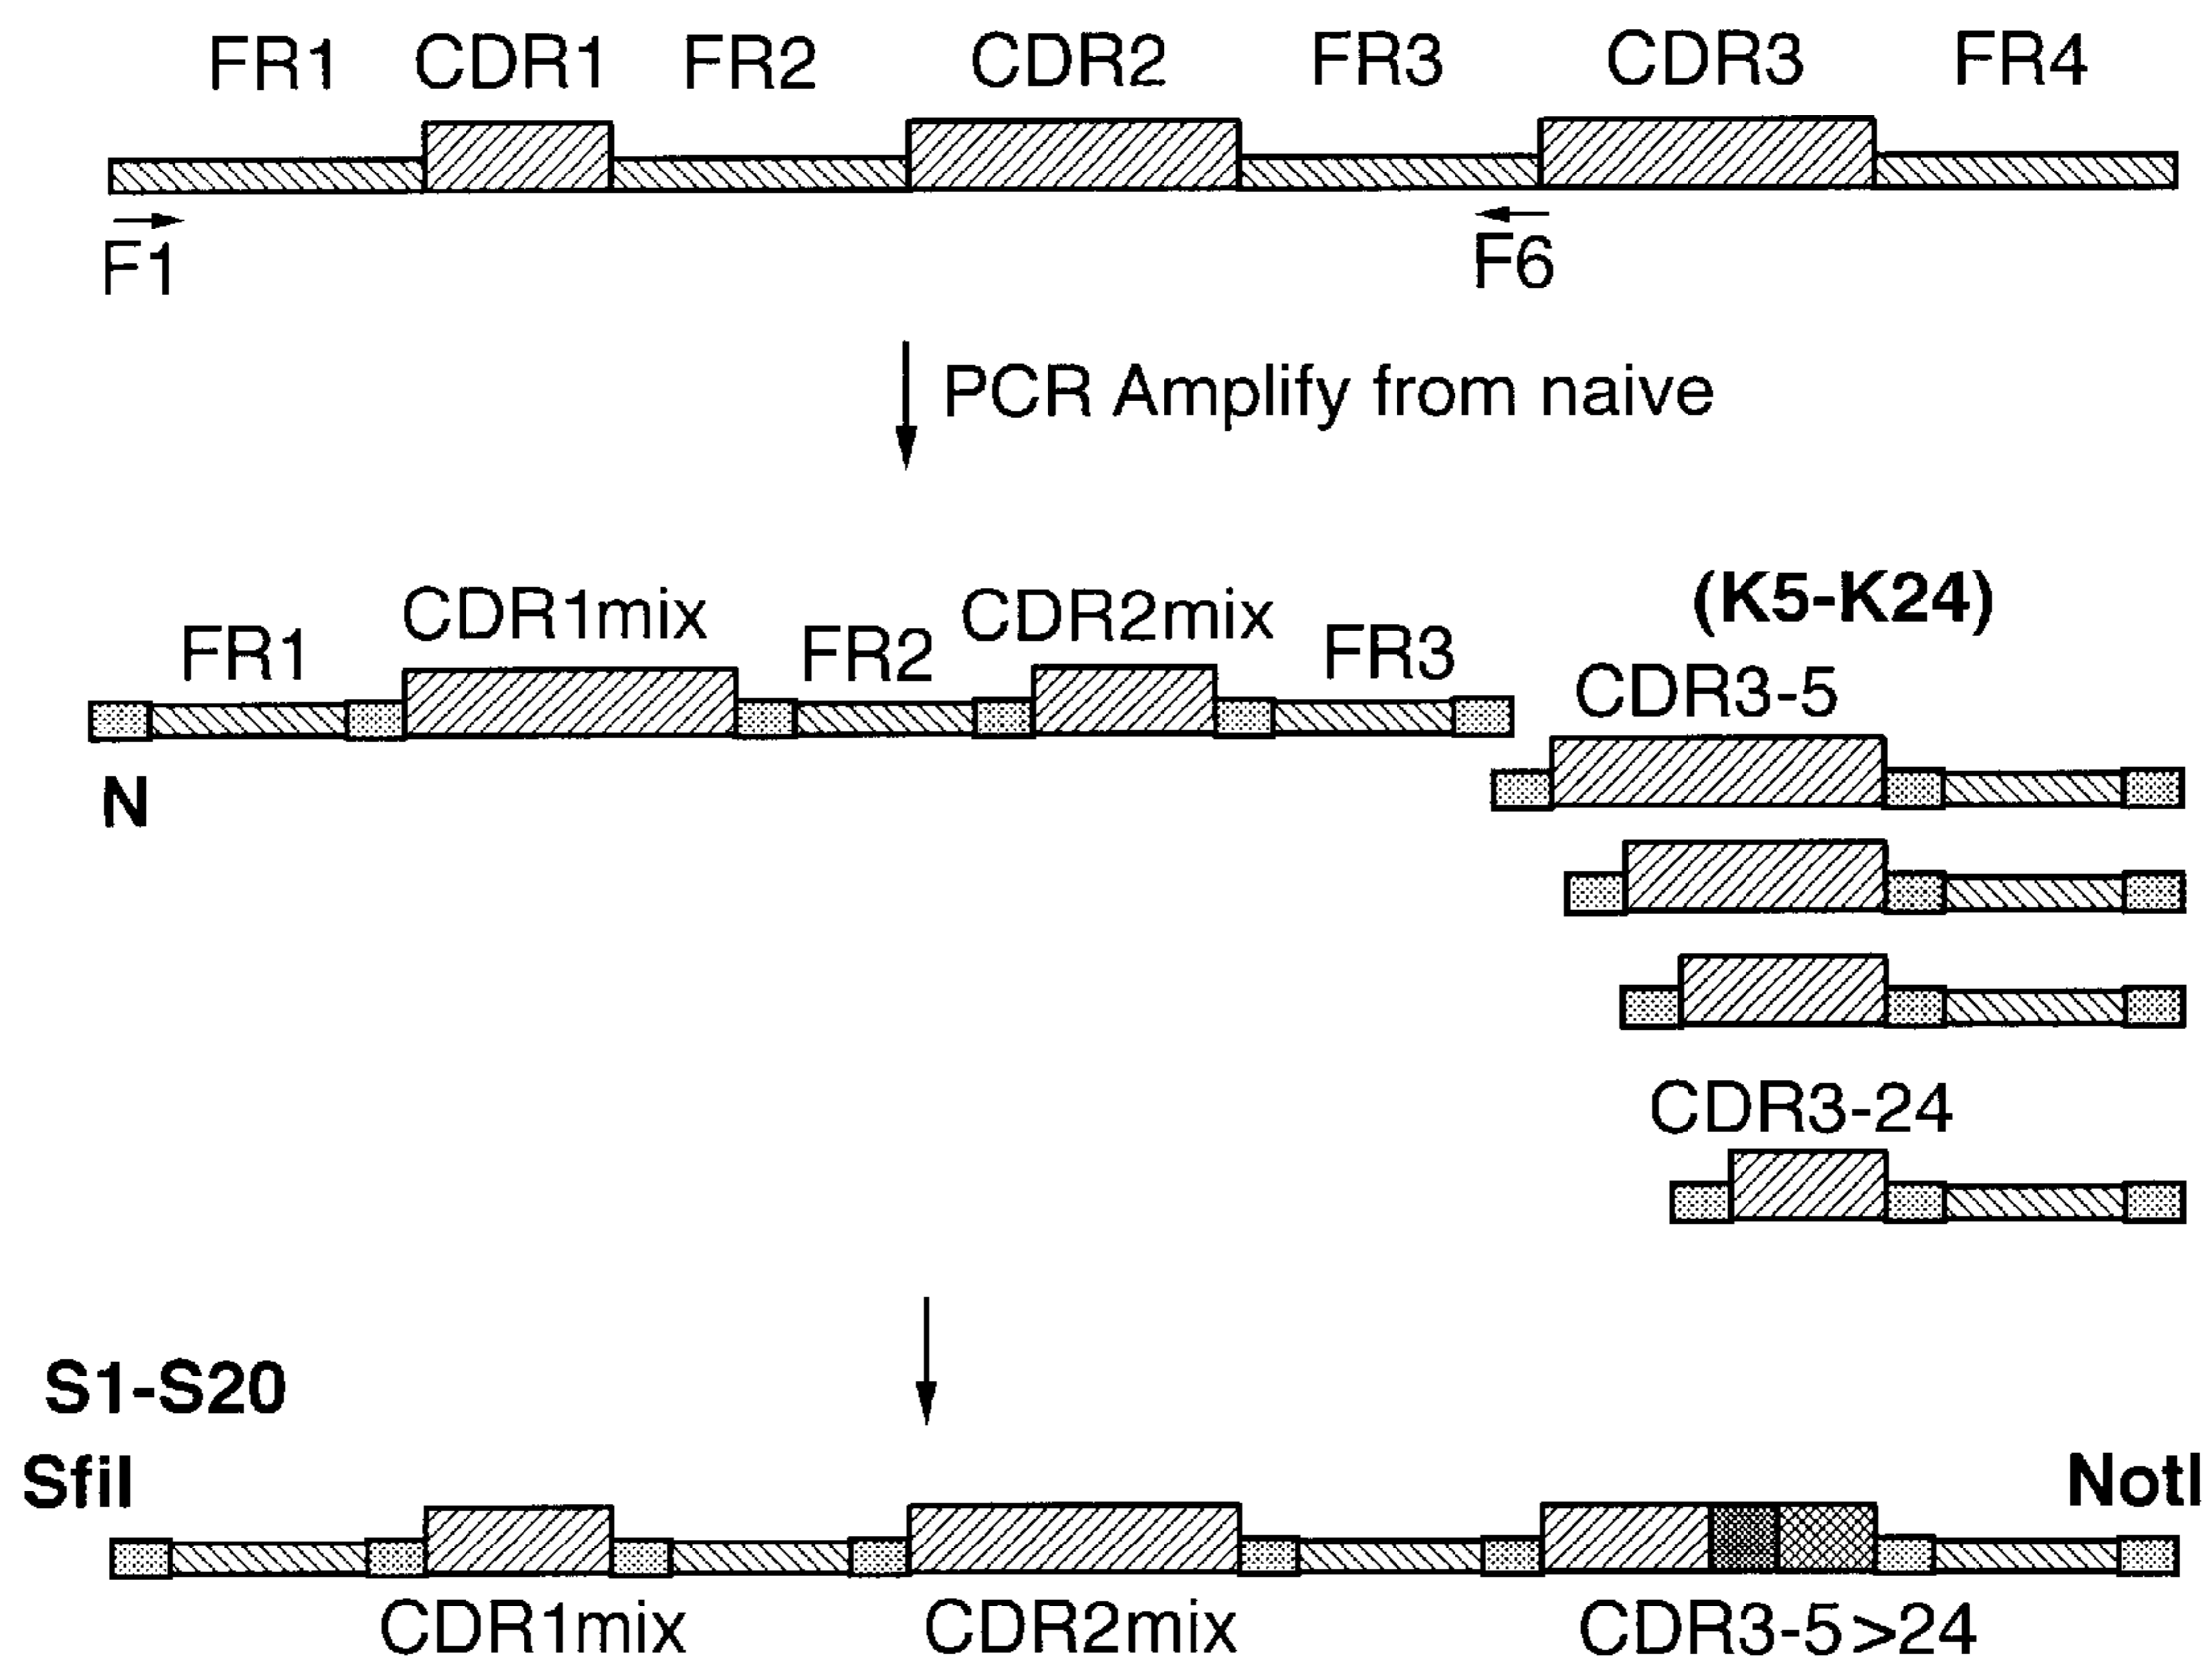 FR1 CDR1 FR2 CDR2 FR3 CDR3 FR4
F1 F6
PCR Amplify from naive
(K5-K24)
FR1 CDR1mix FR2 CDR2mix FR3
CDR3-5
N
CDR3-24
S1-S20
SfiI NotI
CDR1mix CDR2mix CDR3-5>24